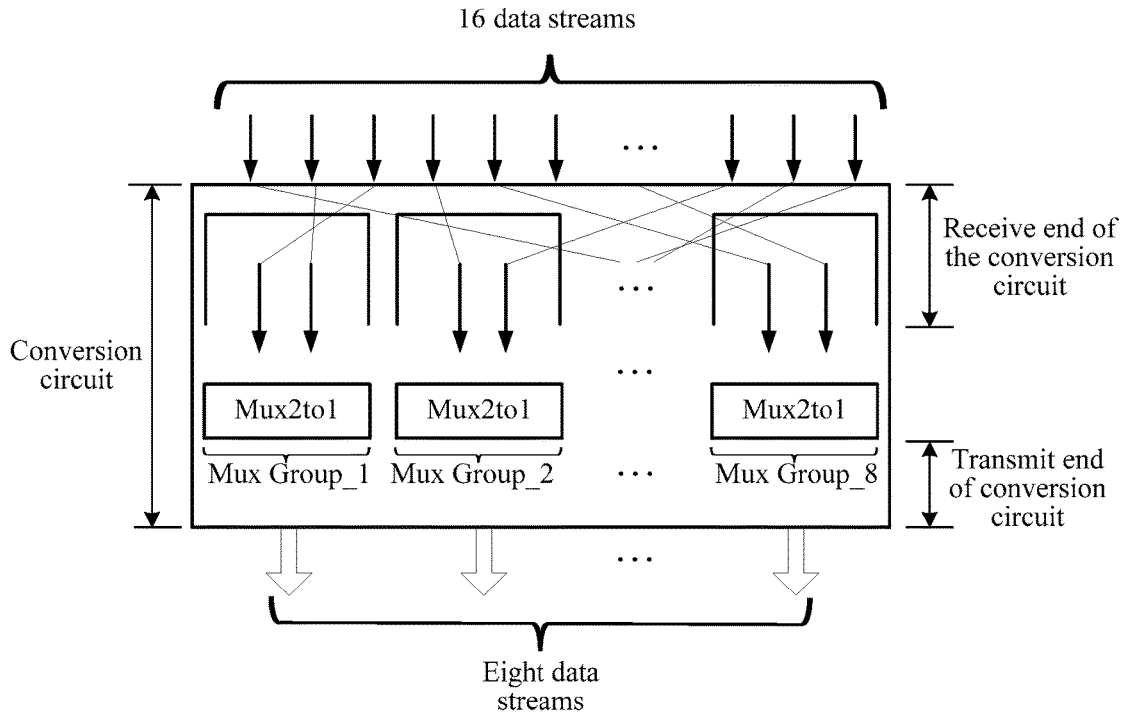 16 data streams
...
Receive end of
the conversion
circuit
...
Conversion
circuit
...
Mux2to1
Mux2to1
Mux2to1
Mux Group_1
Mux Group_2
...
Mux Group_8
Transmit end
of conversion
circuit
...
Eight data
streams